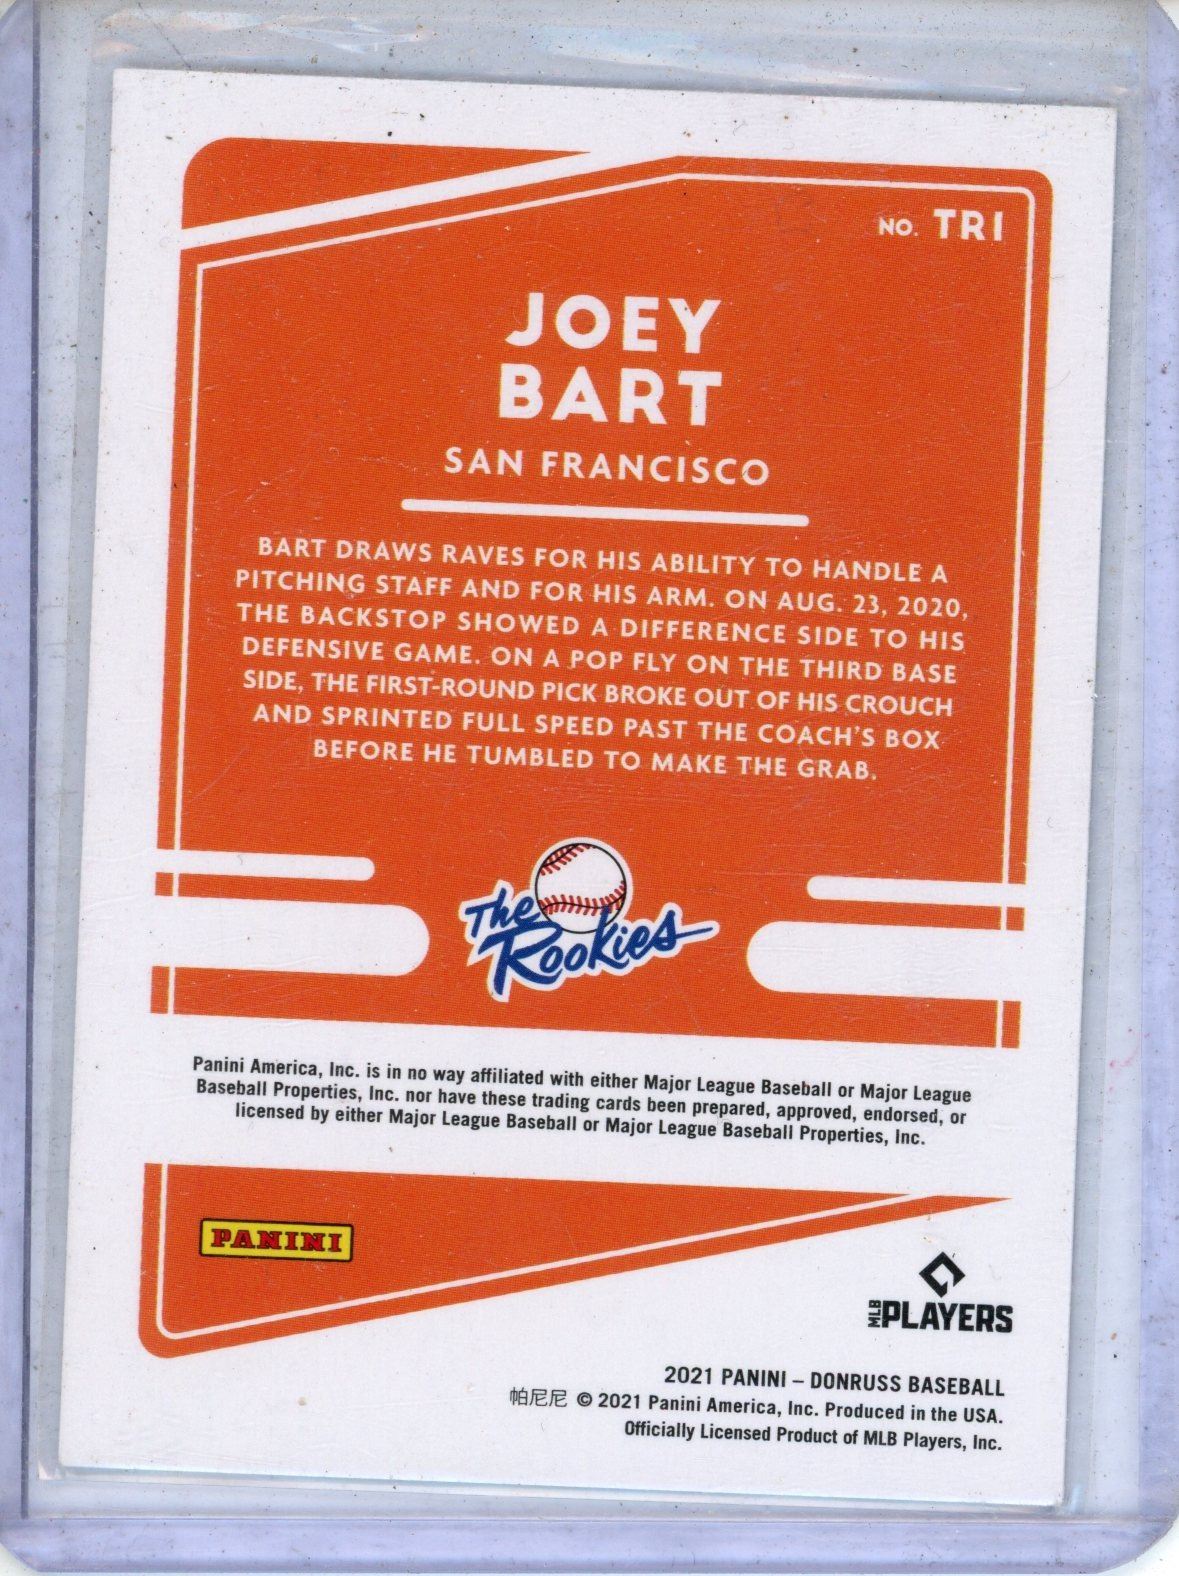 NO. TR1
JOEY
BART
SAN FRANCISCO
BART DRAWS RAVES FOR HIS ABILITY TO HANDLE A
PITCHING STAFF AND FOR HIS ARM. ON AUG. 23, 2020,
THE BACKSTOP SHOWED A DIFFERENCE SIDE TO HIS
DEFENSIVE GAME. ON A POP FLY ON THE THIRD BASE
SIDE, THE FIRST-ROUND PICK BROKE OUT OF HIS CROUCH
AND SPRINTED FULL SPEED PAST THE COACH'S BOX
BEFORE HE TUMBLED TO MAKE THE GRAB.
The
Rookies
Panini America, Inc. is in no way affiliated with either Major League Baseball or Major League
Baseball Properties, Inc. nor have these trading cards been prepared, approved, endorsed, or
licensed by either Major League Baseball or Major League Baseball Properties, Inc.
PANINI
MLB PLAYERS
2021 PANINI – DONRUSS BASEBALL
帕尼尼 © 2021 Panini America, Inc. Produced in the USA.
Officially Licensed Product of MLB Players, Inc.